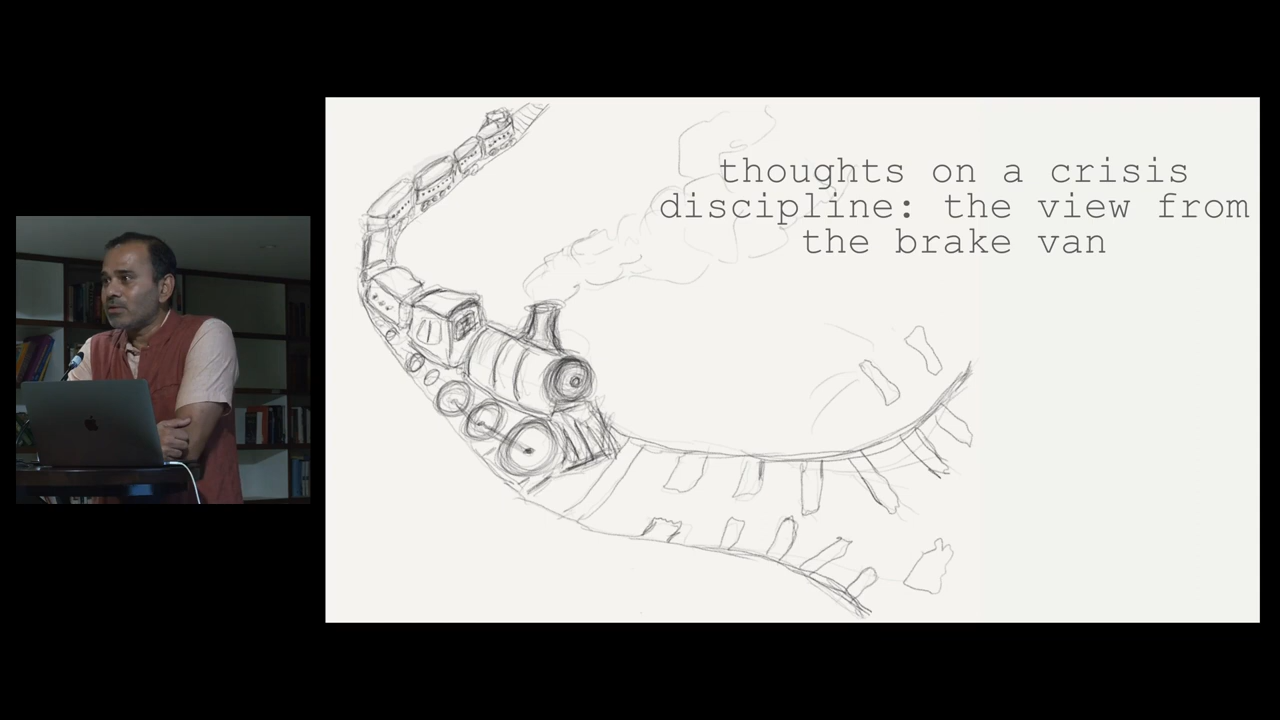 thoughts on a crisis
discipline: the view from
the brake van